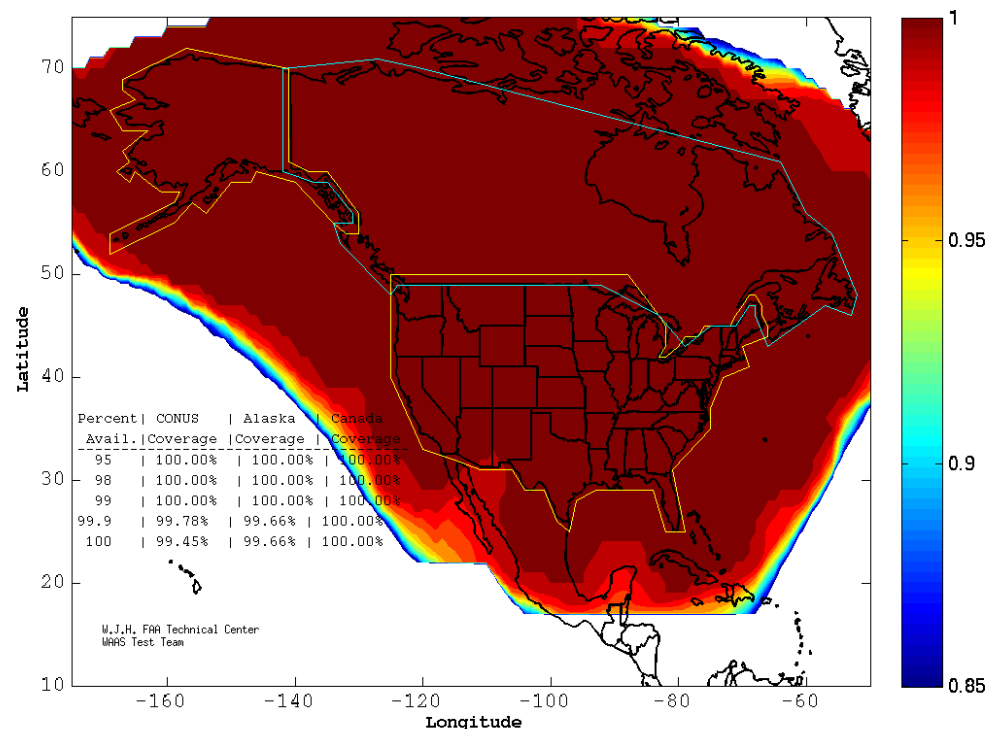 70
60
50
40
30
20
10
Latitude
-160 -140 -120 -100 -80 -60
Longitude
Percent| CONUS | Alaska | Canada
Avail.|Coverage |Coverage | Coverage
95 | 100.00% | 100.00% | 100.00%
98 | 100.00% | 100.00% | 100.00%
99 | 100.00% | 100.00% | 100.00%
99.9 | 99.78% | 99.66% | 100.00%
100 | 99.45% | 99.66% | 100.00%
W.J.H. FAA Technical Center
WAAS Test Team
1
0.95
0.9
0.85